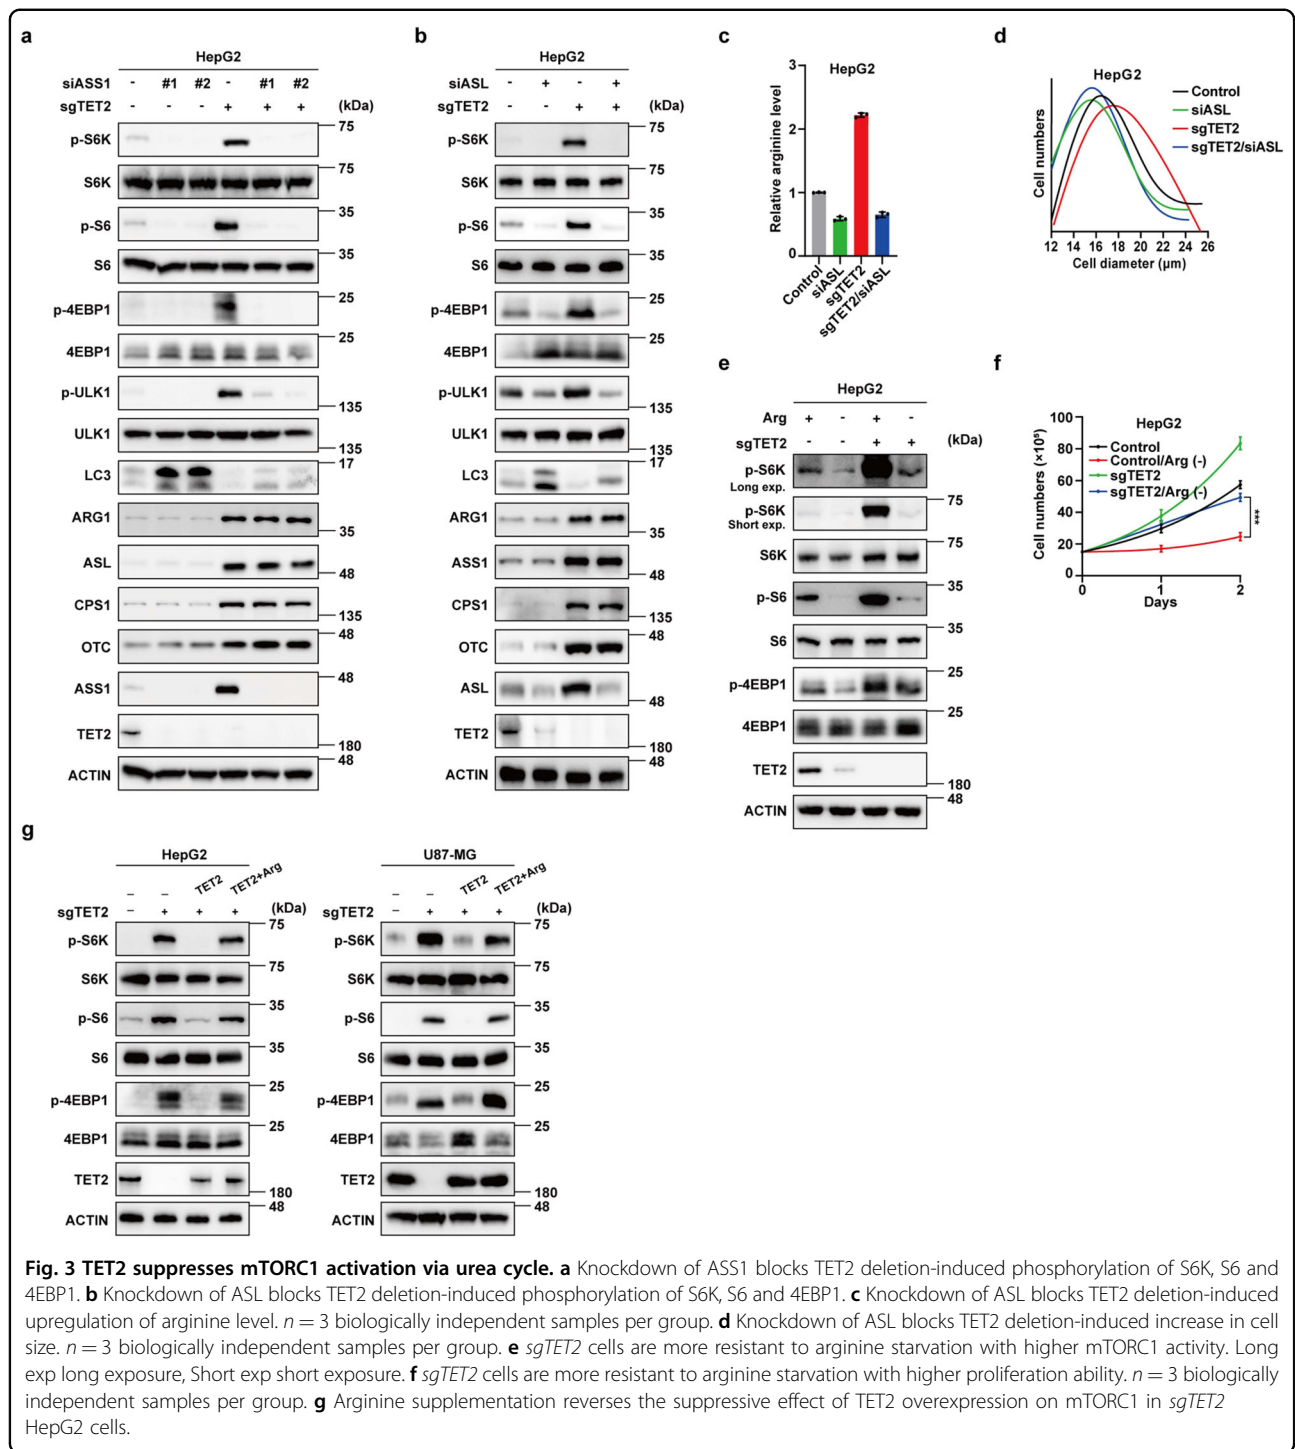 a
HepG2
siASS1 - #1 #2 - #1 #2
sgTET2 - - - + + + (kDa)
p-S6K 75
S6K 75
p-S6 35
S6 35
p-4EBP1 25
4EBP1 25
p-ULK1 135
ULK1 135
LC3 17
ARG1 35
ASL 48
CPS1 135
OTC 48
ASS1 48
TET2 180
ACTIN 48
b
HepG2
siASL - + - +
sgTET2 - - + + (kDa)
p-S6K 75
S6K 75
p-S6 35
S6 35
p-4EBP1 25
4EBP1 25
p-ULK1 135
ULK1 135
LC3 17
ARG1 35
ASS1 48
CPS1 135
OTC 48
ASL 48
TET2 180
ACTIN 48
c
HepG2
Relative arginine level
3
2
1
0
Control
siASL
sgTET2
sgTET2/siASL
d
HepG2
Control
siASL
sgTET2
sgTET2/siASL
Cell numbers
12 14 16 18 20 22 24 26
Cell diameter (µm)
e
HepG2
Arg + - + -
sgTET2 - - + + (kDa)
p-S6K
Long exp.
p-S6K 75
Short exp.
S6K 75
p-S6 35
S6 35
p-4EBP1 25
4EBP1 25
TET2 180
ACTIN 48
f
HepG2
Control
Control/Arg (-)
sgTET2
sgTET2/Arg (-)
***
Cell numbers (×10⁵)
100
80
60
40
20
0
0 1 2
Days
g
HepG2
– – TET2 TET2+Arg
sgTET2 – + + + (kDa)
p-S6K 75
S6K 75
p-S6 35
S6 35
p-4EBP1 25
4EBP1 25
TET2 180
ACTIN 48
U87-MG
– – TET2 TET2+Arg
sgTET2 – + + + (kDa)
p-S6K 75
S6K 75
p-S6 35
S6 35
p-4EBP1 25
4EBP1 25
TET2 180
ACTIN 48
Fig. 3 TET2 suppresses mTORC1 activation via urea cycle. a Knockdown of ASS1 blocks TET2 deletion-induced phosphorylation of S6K, S6 and
4EBP1. b Knockdown of ASL blocks TET2 deletion-induced phosphorylation of S6K, S6 and 4EBP1. c Knockdown of ASL blocks TET2 deletion-induced
upregulation of arginine level. n = 3 biologically independent samples per group. d Knockdown of ASL blocks TET2 deletion-induced increase in cell
size. n = 3 biologically independent samples per group. e sgTET2 cells are more resistant to arginine starvation with higher mTORC1 activity. Long
exp long exposure, Short exp short exposure. f sgTET2 cells are more resistant to arginine starvation with higher proliferation ability. n = 3 biologically
independent samples per group. g Arginine supplementation reverses the suppressive effect of TET2 overexpression on mTORC1 in sgTET2
HepG2 cells.